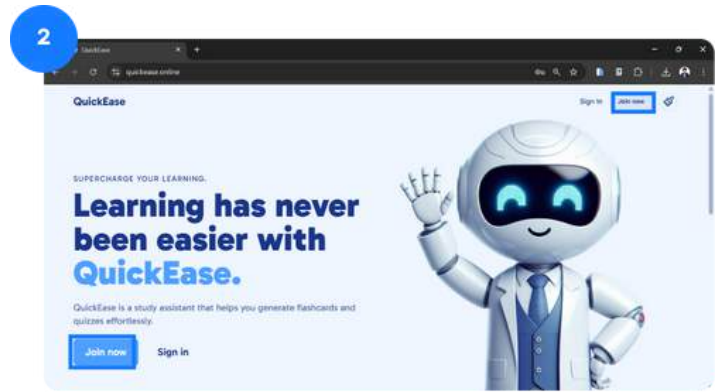 2
QuickEase
quickease.online
QuickEase
Sign in
Join now
SUPERCHARGE YOUR LEARNING.
Learning has never
been easier with
QuickEase.
QuickEase is a study assistant that helps you generate flashcards and
quizzes effortlessly.
Join now
Sign in